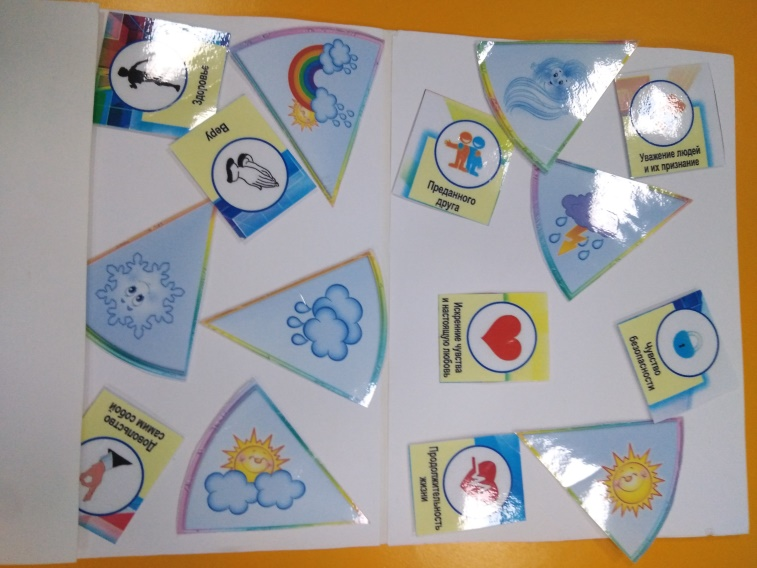 Здоровье
Веру
Преданного
друга
Уважение людей
и их признание
Искренние чувства
и настоящую любовь
Чувство
безопасности
Довольство
самим собой
Продолжительность
жизни